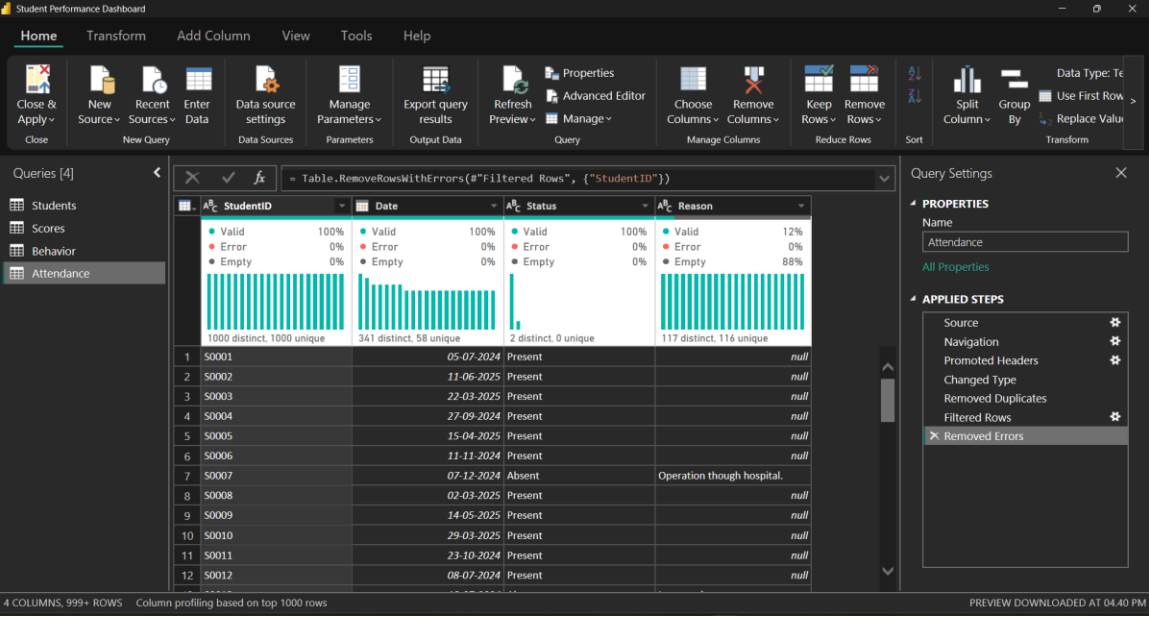 Student Performance Dashboard
Home Transform Add Column View Tools Help
Close & Apply
New Source
Recent Sources
Enter Data
Data source settings
Manage Parameters
Export query results
Refresh Preview
Properties
Advanced Editor
Manage
Choose Columns
Remove Columns
Keep Rows
Remove Rows
Split Column
Group By
Data Type: Te
Use First Row
Replace Valu
Close New Query Data Sources Parameters Output Data Query Manage Columns Reduce Rows Sort Transform
Queries [4]
Students
Scores
Behavior
Attendance
fx = Table.RemoveRowsWithErrors(#"Filtered Rows", {"StudentID"})
StudentID Date Status Reason
Valid 100% Valid 100% Valid 100% Valid 12%
Error 0% Error 0% Error 0% Error 0%
Empty 0% Empty 0% Empty 0% Empty 88%
1000 distinct, 1000 unique 341 distinct, 58 unique 2 distinct, 0 unique 117 distinct, 116 unique
1 S0001 05-07-2024 Present null
2 S0002 11-06-2025 Present null
3 S0003 22-03-2025 Present null
4 S0004 27-09-2024 Present null
5 S0005 15-04-2025 Present null
6 S0006 11-11-2024 Present null
7 S0007 07-12-2024 Absent Operation though hospital.
8 S0008 02-03-2025 Present null
9 S0009 14-05-2025 Present null
10 S0010 29-03-2025 Present null
11 S0011 23-10-2024 Present null
12 S0012 08-07-2024 Present null
Query Settings
PROPERTIES
Name
Attendance
All Properties
APPLIED STEPS
Source
Navigation
Promoted Headers
Changed Type
Removed Duplicates
Filtered Rows
Removed Errors
4 COLUMNS, 999+ ROWS Column profiling based on top 1000 rows PREVIEW DOWNLOADED AT 04.40 PM